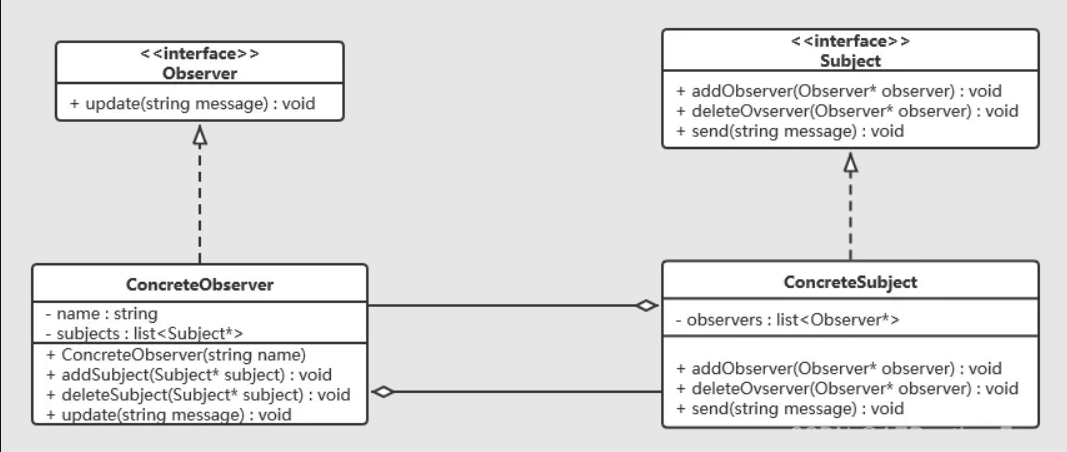 <<interface>>
Observer
+ update(string message) : void
<<interface>>
Subject
+ addObserver(Observer* observer) : void
+ deleteOvserver(Observer* observer) : void
+ send(string message) : void
ConcreteObserver
- name : string
- subjects : list<Subject*>
+ ConcreteObserver(string name)
+ addSubject(Subject* subject) : void
+ deleteSubject(Subject* subject) : void
+ update(string message) : void
ConcreteSubject
- observers : list<Observer*>
+ addObserver(Observer* observer) : void
+ deleteOvserver(Observer* observer) : void
+ send(string message) : void